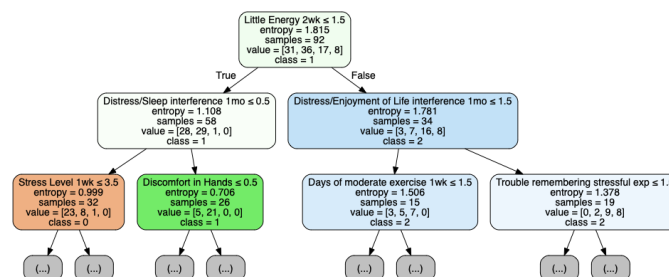 Little Energy 2wk ≤ 1.5
entropy = 1.815
samples = 92
value = [31, 36, 17, 8]
class = 1
True
False
Distress/Sleep interference 1mo ≤ 0.5
entropy = 1.108
samples = 58
value = [28, 29, 1, 0]
class = 1
Distress/Enjoyment of Life interference 1mo ≤ 1.5
entropy = 1.781
samples = 34
value = [3, 7, 16, 8]
class = 2
Stress Level 1wk ≤ 3.5
entropy = 0.999
samples = 32
value = [23, 8, 1, 0]
class = 0
Discomfort in Hands ≤ 0.5
entropy = 0.706
samples = 26
value = [5, 21, 0, 0]
class = 1
Days of moderate exercise 1wk ≤ 1.5
entropy = 1.506
samples = 15
value = [3, 5, 7, 0]
class = 2
Trouble remembering stressful exp ≤ 1.
entropy = 1.378
samples = 19
value = [0, 2, 9, 8]
class = 2
(...)
(...)
(...)
(...)
(...)
(...)
(...)
(...)